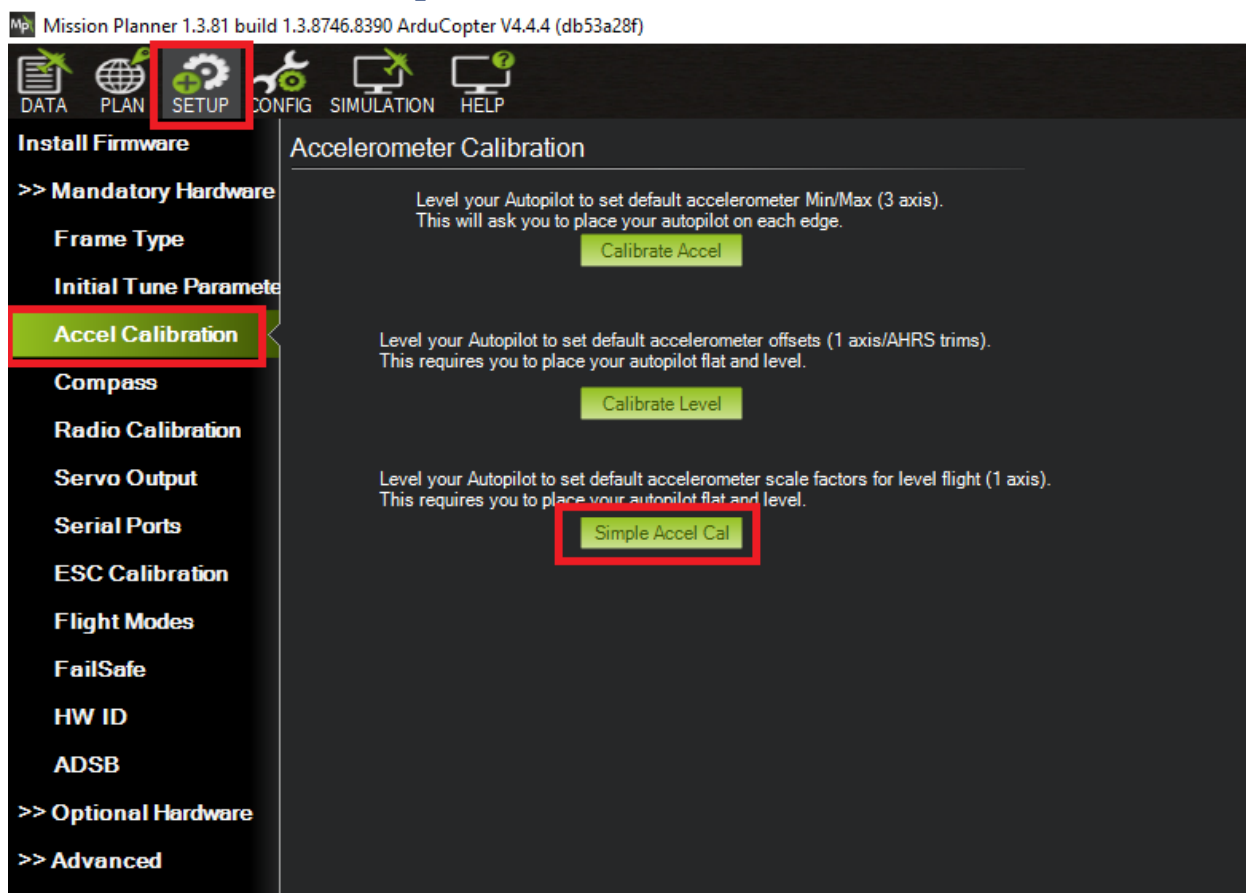 Mission Planner 1.3.81 build 1.3.8746.8390 ArduCopter V4.4.4 (db53a28f)
DATA PLAN SETUP CONFIG SIMULATION HELP
Install Firmware
>> Mandatory Hardware
Frame Type
Initial Tune Paramete
Accel Calibration
Compass
Radio Calibration
Servo Output
Serial Ports
ESC Calibration
Flight Modes
FailSafe
HW ID
ADSB
>> Optional Hardware
>> Advanced
Accelerometer Calibration
Level your Autopilot to set default accelerometer Min/Max (3 axis).
This will ask you to place your autopilot on each edge.
Calibrate Accel
Level your Autopilot to set default accelerometer offsets (1 axis/AHRS trims).
This requires you to place your autopilot flat and level.
Calibrate Level
Level your Autopilot to set default accelerometer scale factors for level flight (1 axis).
This requires you to place your autopilot flat and level.
Simple Accel Cal